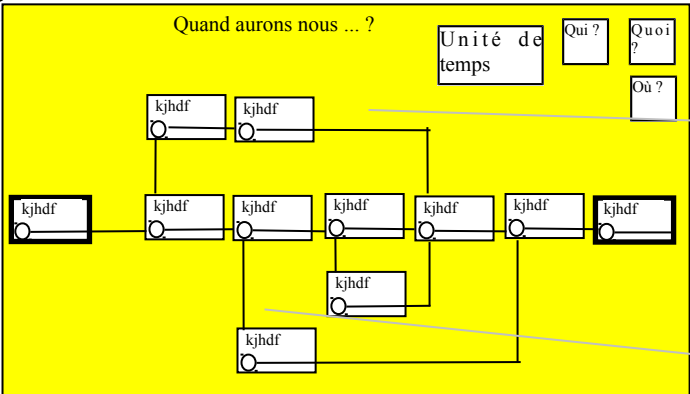 Quand aurons nous ... ?
Unité de
temps
Qui ?
Quoi
?
Où ?
kjhdf
kjhdf
kjhdf
kjhdf
kjhdf
kjhdf
kjhdf
kjhdf
kjhdf
kjhdf
kjhdf